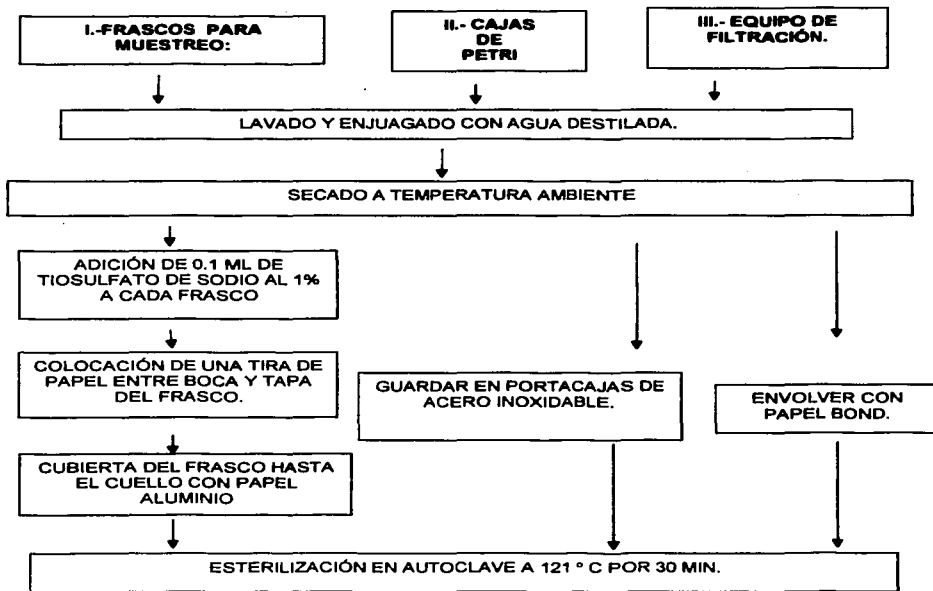 I.-FRASCOS PARA
MUESTREO:
II.- CAJAS
DE
PETRI
III.- EQUIPO DE
FILTRACIÓN.
LAVADO Y ENJUAGADO CON AGUA DESTILADA.
SECADO A TEMPERATURA AMBIENTE
ADICIÓN DE 0.1 ML DE
TIOSULFATO DE SODIO AL 1%
A CADA FRASCO
COLOCACIÓN DE UNA TIRA DE
PAPEL ENTRE BOCA Y TAPA
DEL FRASCO.
GUARDAR EN PORTACAJAS DE
ACERO INOXIDABLE.
ENVOLVER CON
PAPEL BOND.
CUBIERTA DEL FRASCO HASTA
EL CUELLO CON PAPEL
ALUMINIO
ESTERILIZACIÓN EN AUTOCLAVE A 121 º C POR 30 MIN.